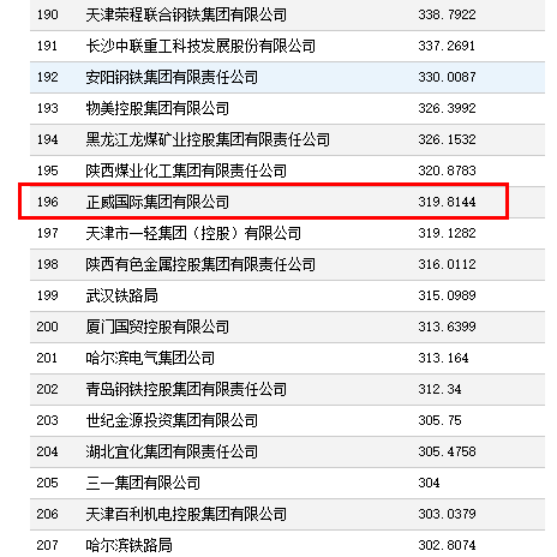 190 天津荣程联合钢铁集团有限公司 338.7922
191 长沙中联重工科技发展股份有限公司 337.2691
192 安阳钢铁集团有限责任公司 330.0087
193 物美控股集团有限公司 326.3992
194 黑龙江龙煤矿业控股集团有限责任公司 326.1532
195 陕西煤业化工集团有限责任公司 320.8783
196 正威国际集团有限公司 319.8144
197 天津市一轻集团（控股）有限公司 319.1282
198 陕西有色金属控股集团有限责任公司 316.0112
199 武汉铁路局 315.0989
200 厦门国贸控股有限公司 313.6399
201 哈尔滨电气集团公司 313.164
202 青岛钢铁控股集团有限责任公司 312.34
203 世纪金源投资集团有限公司 305.75
204 湖北宜化集团有限责任公司 305.4758
205 三一集团有限公司 304
206 天津百利机电控股集团有限公司 303.0379
207 哈尔滨铁路局 302.8074